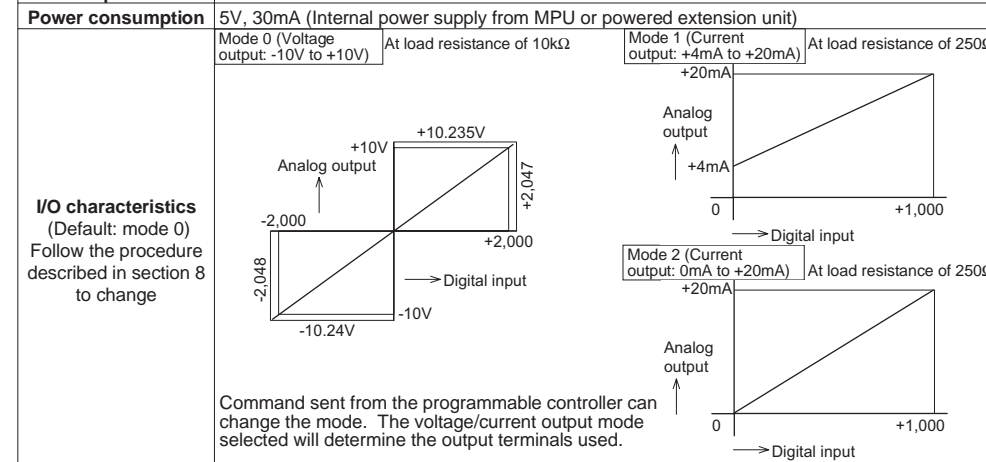 Power consumption 5V, 30mA (Internal power supply from MPU or powered extension unit)
I/O characteristics
(Default: mode 0)
Follow the procedure
described in section 8
to change
Mode 0 (Voltage
output: -10V to +10V)
At load resistance of 10kΩ
+10.235V
+10V
Analog output
+2,047
-2,000
+2,000
-2,048
Digital input
-10V
-10.24V
Command sent from the programmable controller can
change the mode. The voltage/current output mode
selected will determine the output terminals used.
Mode 1 (Current
output: +4mA to +20mA)
At load resistance of 250Ω
+20mA
Analog
output
+4mA
0
+1,000
Digital input
Mode 2 (Current
output: 0mA to +20mA)
At load resistance of 250Ω
+20mA
Analog
output
0
+1,000
Digital input